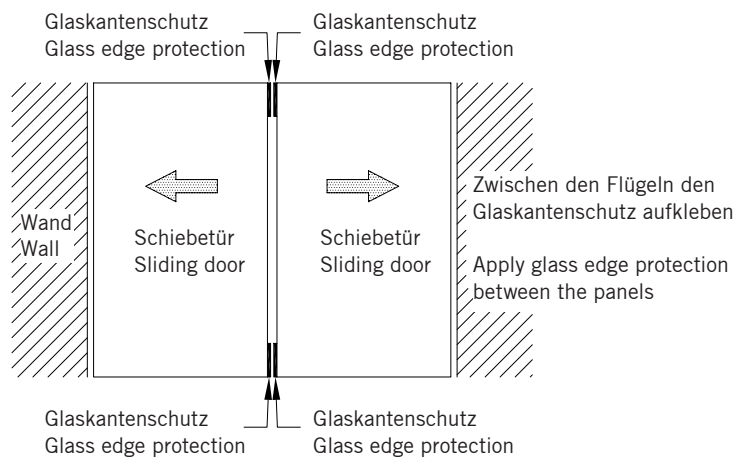 Glaskantenschutz
Glass edge protection
Glaskantenschutz
Glass edge protection
Wand
Wall
Schiebetür
Sliding door
Schiebetür
Sliding door
Zwischen den Flügeln den
Glaskantenschutz aufkleben
Apply glass edge protection
between the panels
Glaskantenschutz
Glass edge protection
Glaskantenschutz
Glass edge protection